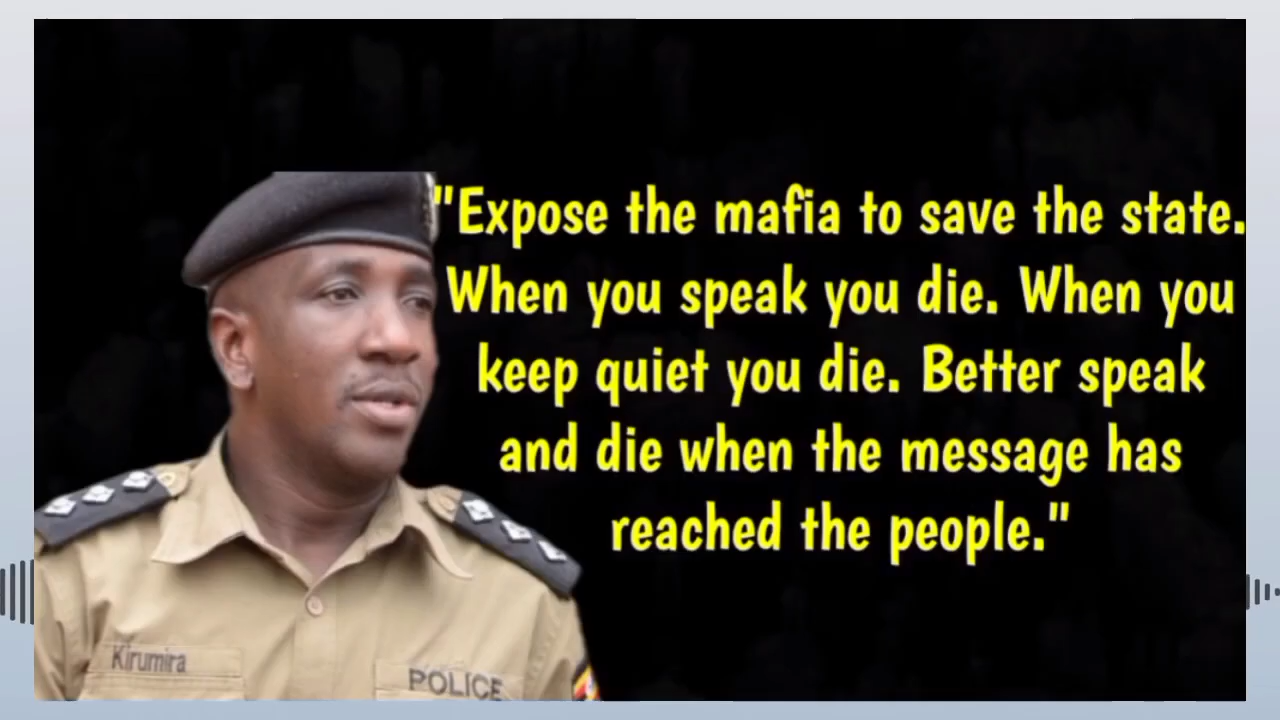 "Expose the mafia to save the state.
When you speak you die. When you
keep quiet you die. Better speak
and die when the message has
reached the people."
Kirumira
POLICE